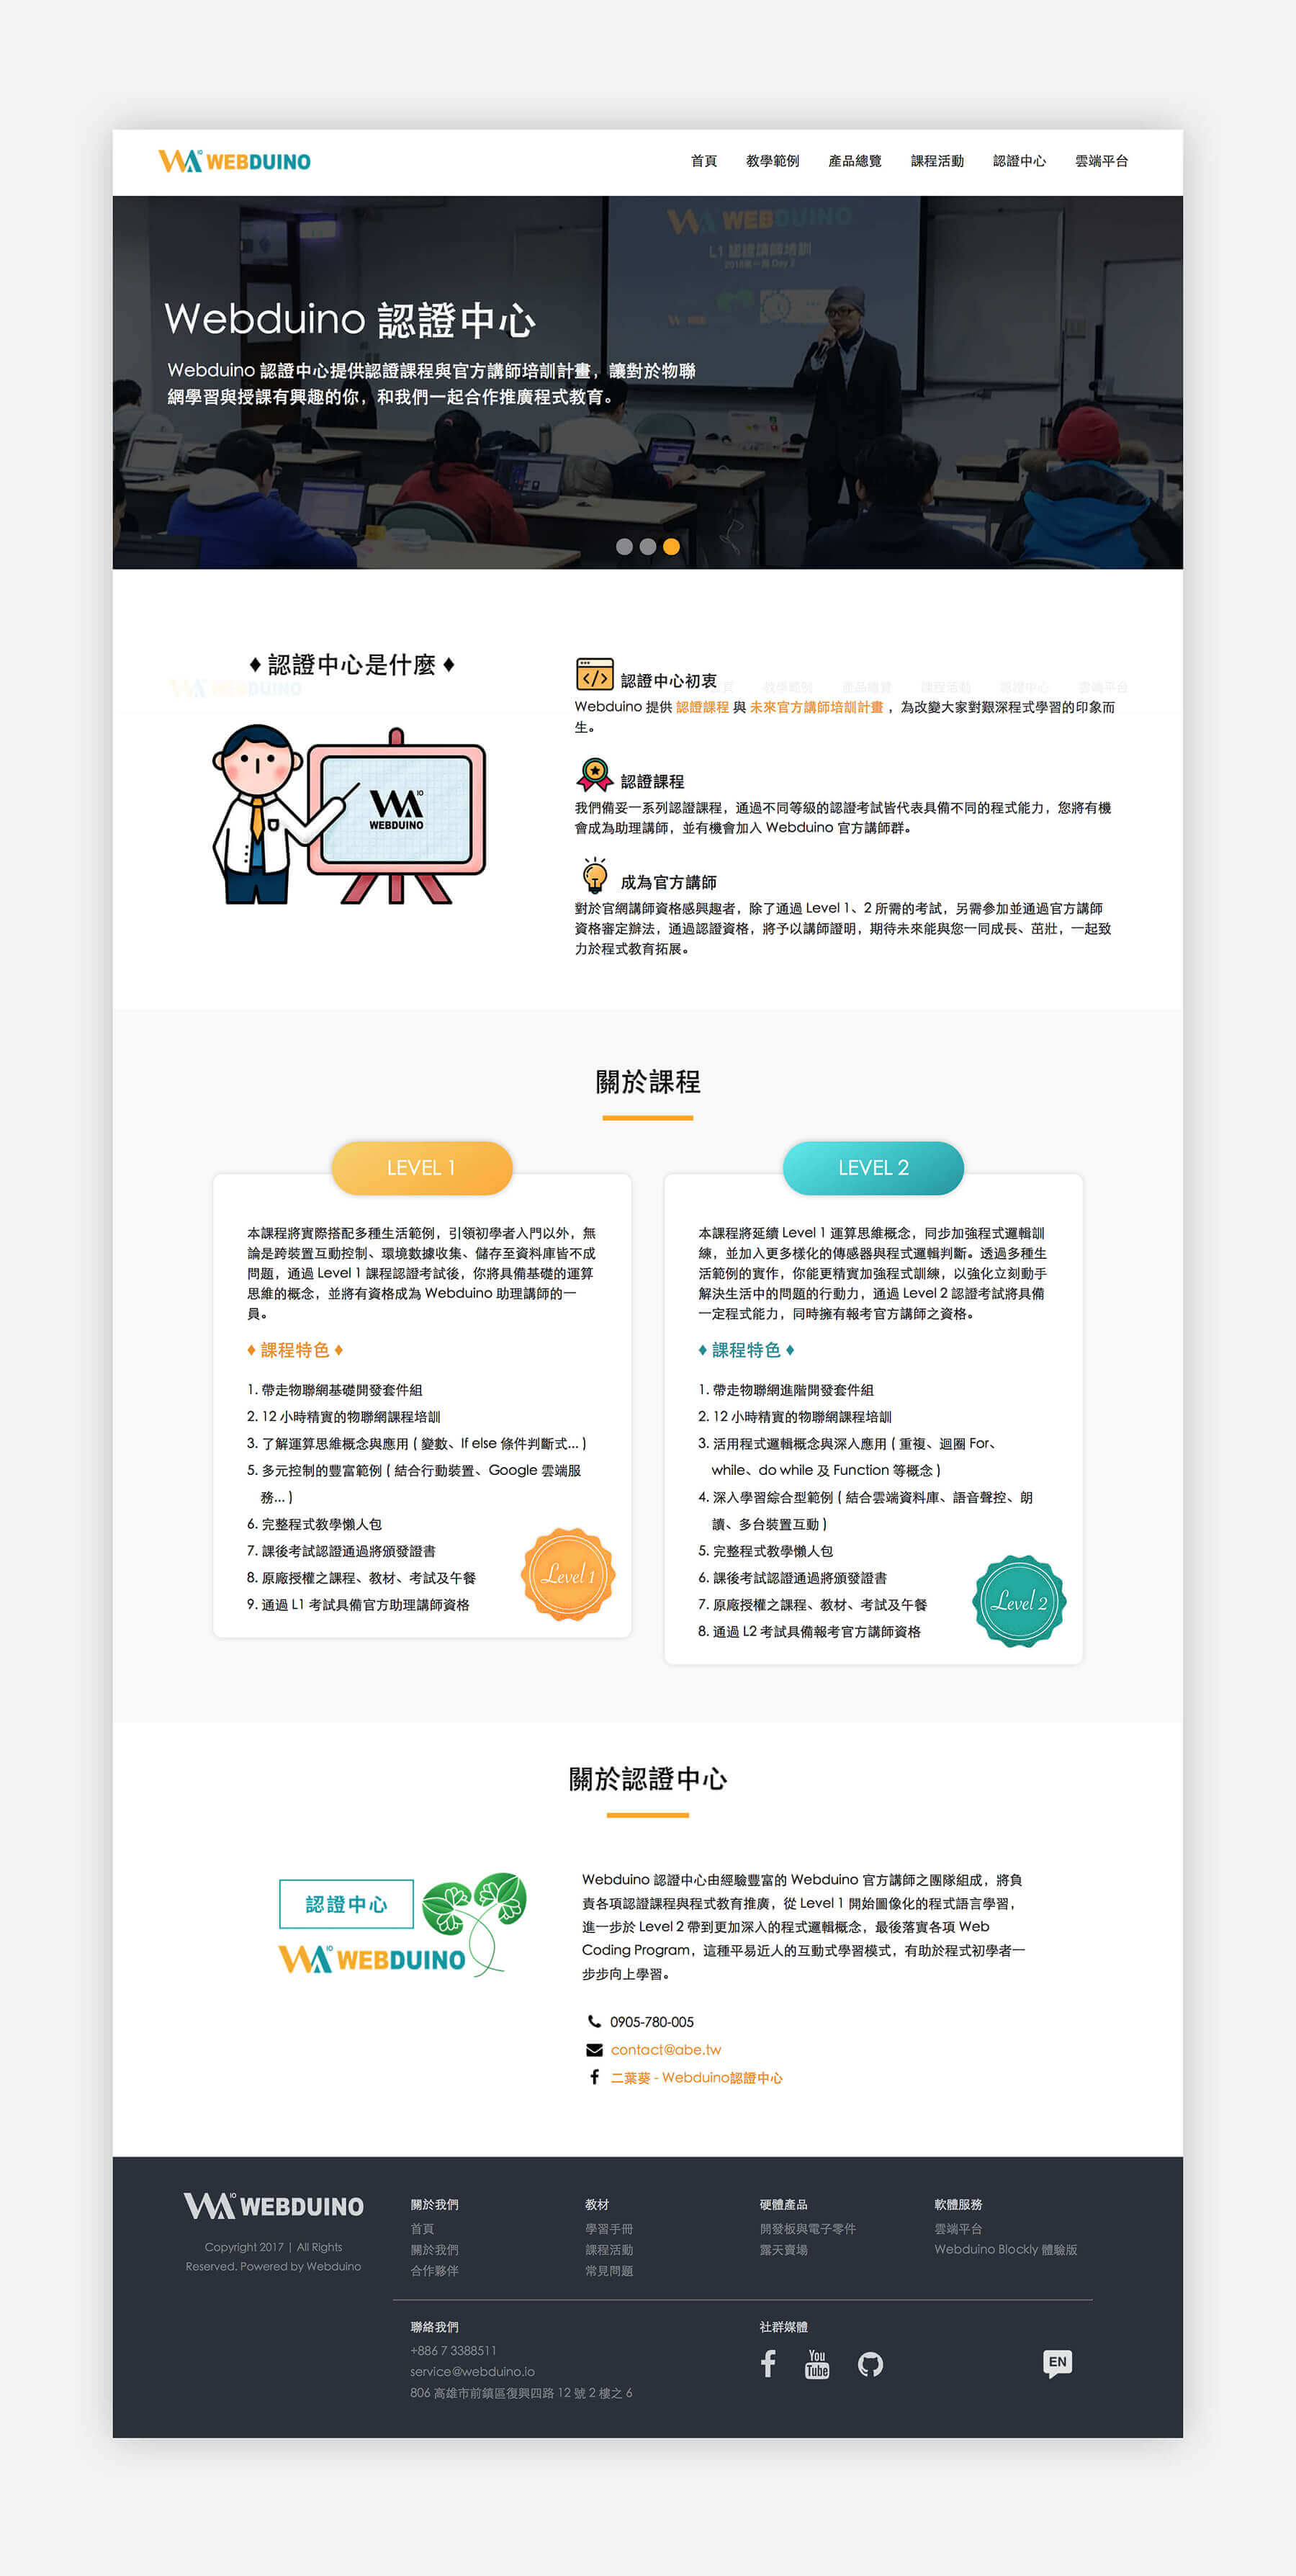 WA IO WEBDUINO
首頁 教學範例 產品總覽 課程活動 認證中心 雲端平台
WA WEBDUINO
L1 認證講師培訓
Webduino 認證中心
Webduino 認證中心提供認證課程與官方講師培訓計畫，讓對於物聯
網學習與授課有興趣的你，和我們一起合作推廣程式教育。
♦ 認證中心是什麼 ♦
WA IO
WEBDUINO
認證中心初衷
Webduino 提供 認證課程 與 未來官方講師培訓計畫 ，為改變大家對艱深程式學習的印象而
生。
認證課程
我們備妥一系列認證課程，通過不同等級的認證考試皆代表具備不同的程式能力，您將有機
會成為助理講師，並有機會加入 Webduino 官方講師群。
成為官方講師
對於官網講師資格感興趣者，除了通過 Level 1、2 所需的考試，另需參加並通過官方講師
資格審定辦法，通過認證資格，將予以講師證明，期待未來能與您一同成長、茁壯，一起致
力於程式教育拓展。
關於課程
LEVEL 1
本課程將實際搭配多種生活範例，引領初學者入門以外，無
論是跨裝置互動控制、環境數據收集、儲存至資料庫皆不成
問題，通過 Level 1 課程認證考試後，你將具備基礎的運算
思維的概念，並將有資格成為 Webduino 助理講師的一
員。
♦ 課程特色 ♦
1. 帶走物聯網基礎開發套件組
2. 12 小時精實的物聯網課程培訓
3. 了解運算思維概念與應用 ( 變數、If else 條件判斷式... )
5. 多元控制的豐富範例 ( 結合行動裝置、Google 雲端服
務... )
6. 完整程式教學懶人包
7. 課後考試認證通過將頒發證書
8. 原廠授權之課程、教材、考試及午餐
9. 通過 L1 考試具備官方助理講師資格
Level 1
LEVEL 2
本課程將延續 Level 1 運算思維概念，同步加強程式邏輯訓
練，並加入更多樣化的傳感器與程式邏輯判斷。透過多種生
活範例的實作，你能更精實加強程式訓練，以強化立刻動手
解決生活中的問題的行動力，通過 Level 2 認證考試將具備
一定程式能力，同時擁有報考官方講師之資格。
♦ 課程特色 ♦
1. 帶走物聯網進階開發套件組
2. 12 小時精實的物聯網課程培訓
3. 活用程式邏輯概念與深入應用 ( 重複、迴圈 For、
while、do while 及 Function 等概念 )
4. 深入學習綜合型範例 ( 結合雲端資料庫、語音聲控、朗
讀、多台裝置互動 )
5. 完整程式教學懶人包
6. 課後考試認證通過將頒發證書
7. 原廠授權之課程、教材、考試及午餐
8. 通過 L2 考試具備報考官方講師資格
Level 2
關於認證中心
認證中心
WA IO WEBDUINO
Webduino 認證中心由經驗豐富的 Webduino 官方講師之團隊組成，將負
責各項認證課程與程式教育推廣，從 Level 1 開始圖像化的程式語言學習，
進一步於 Level 2 帶到更加深入的程式邏輯概念，最後落實各項 Web
Coding Program，這種平易近人的互動式學習模式，有助於程式初學者一
步步向上學習。
0905-780-005
contact@abe.tw
二葉葵 - Webduino認證中心
WA IO WEBDUINO
Copyright 2017 | All Rights
Reserved. Powered by Webduino
關於我們
首頁
關於我們
合作夥伴
教材
學習手冊
課程活動
常見問題
硬體產品
開發板與電子零件
露天賣場
軟體服務
雲端平台
Webduino Blockly 體驗版
聯絡我們
+886 7 3388511
service@webduino.io
806 高雄市前鎮區復興四路 12 號 2 樓之 6
社群媒體
You
Tube
EN